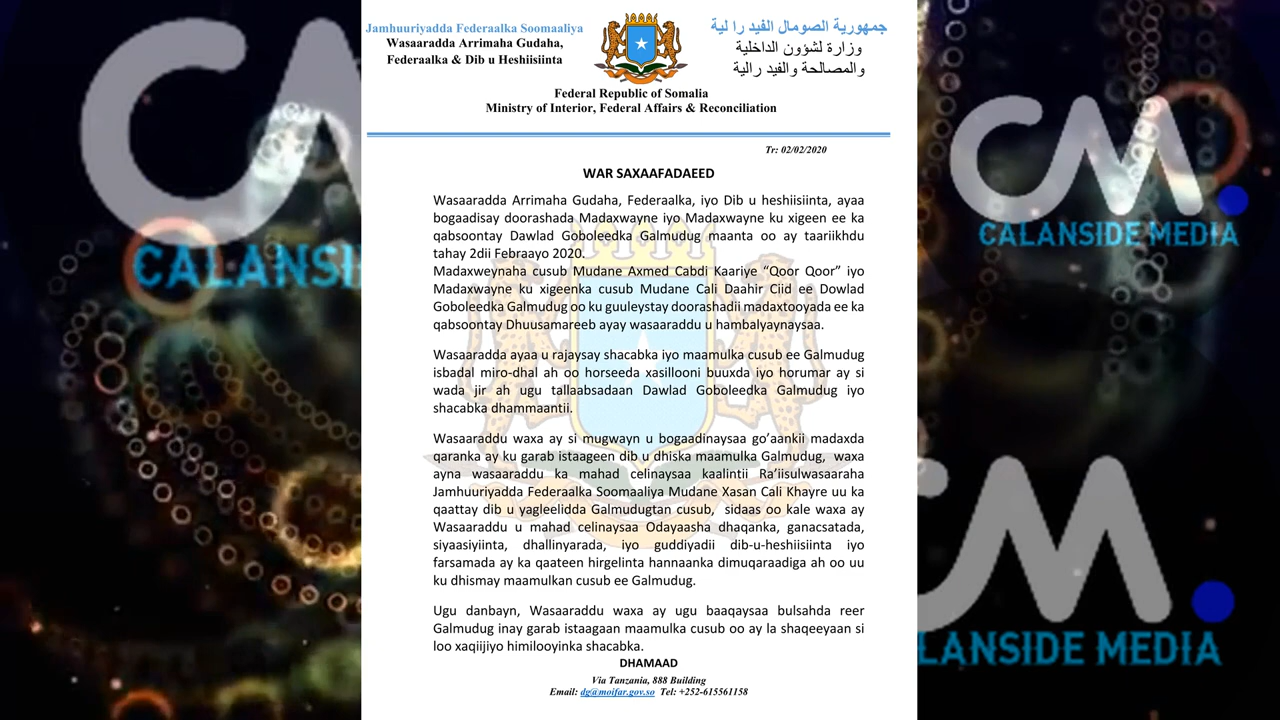 Jamhuuriyadda Federaalka Soomaaliya
Wasaaradda Arrimaha Gudaha,
Federaalka & Dib u Heshiisiinta
جمهورية الصومال الفيد را لية
وزارة لشؤون الداخلية
والمصالحة والفيد رالية
Federal Republic of Somalia
Ministry of Interior, Federal Affairs & Reconciliation
Tr: 02/02/2020
WAR SAXAAFADAEED
Wasaaradda Arrimaha Gudaha, Federaalka, iyo Dib u heshiisiinta, ayaa
bogaadisay doorashada Madaxwayne iyo Madaxwayne ku xigeen ee ka
qabsoontay Dawlad Goboleedka Galmudug maanta oo ay taariikhdu
tahay 2dii Febraayo 2020.
Madaxweynaha cusub Mudane Axmed Cabdi Kaariye “Qoor Qoor” iyo
Madaxwayne ku xigeenka cusub Mudane Cali Daahir Ciid ee Dowlad
Goboleedka Galmudug oo ku guuleystay doorashadii madaxtooyada ee ka
qabsoontay Dhuusamareeb ayay wasaaraddu u hambalyaynaysaa.
Wasaaradda ayaa u rajaysay shacabka iyo maamulka cusub ee Galmudug
isbadal miro-dhal ah oo horseeda xasillooni buuxda iyo horumar ay si
wada jir ah ugu tallaabsadaan Dawlad Goboleedka Galmudug iyo
shacabka dhammaantii.
Wasaaraddu waxa ay si mugwayn u bogaadinaysaa go’aankii madaxda
qaranka ay ku garab istaageen dib u dhiska maamulka Galmudug, waxa
ayna wasaaraddu ka mahad celinaysaa kaalintii Ra’iisulwasaaraha
Jamhuuriyadda Federaalka Soomaaliya Mudane Xasan Cali Khayre uu ka
qaattay dib u yagleelidda Galmudugtan cusub, sidaas oo kale waxa ay
Wasaaraddu u mahad celinaysaa Odayaasha dhaqanka, ganacsatada,
siyaasiyiinta, dhallinyarada, iyo guddiyadii dib-u-heshiisiinta iyo
farsamada ay ka qaateen hirgelinta hannaanka dimuqaraadiga ah oo uu
ku dhismay maamulkan cusub ee Galmudug.
Ugu danbayn, Wasaaraddu waxa ay ugu baaqaysaa bulsahda reer
Galmudug inay garab istaagaan maamulka cusub oo ay la shaqeeyaan si
loo xaqiijiyo himilooyinka shacabka.
DHAMAAD
Via Tanzania, 888 Building
Email: dg@moifar.gov.so Tel: +252-615561158
CM
CALANSI
CM.
CALANSIDE MEDIA
M.
LANSIDE MEDIA